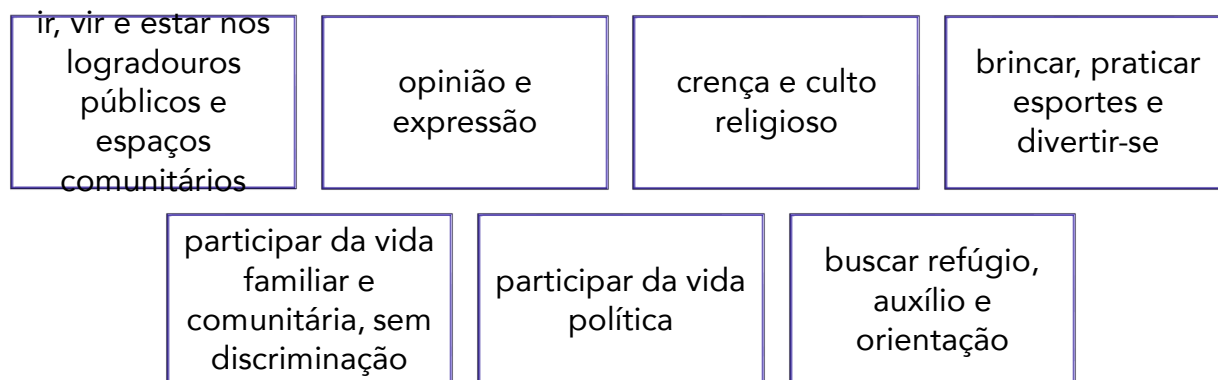 ir, vir e estar nos
logradouros
públicos e
espaços
comunitários
opinião e
expressão
crença e culto
religioso
brincar, praticar
esportes e
divertir-se
participar da vida
familiar e
comunitária, sem
discriminação
participar da vida
política
buscar refúgio,
auxílio e
orientação